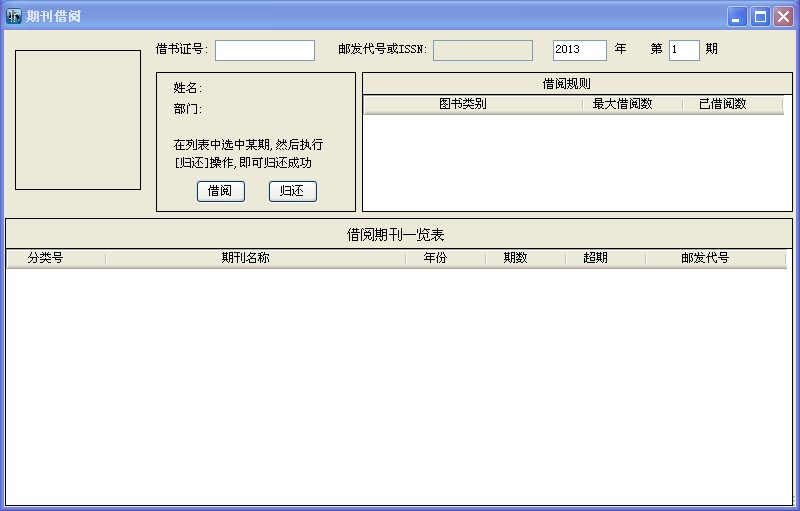 期刊借阅
借书证号: 邮发代号或ISSN: 2013 年 第 1 期
姓名:
部门:
在列表中选中某期,然后执行
[归还]操作,即可归还成功
借阅 归还
借阅规则
图书类别 最大借阅数 已借阅数
借阅期刊一览表
分类号 期刊名称 年份 期数 超期 邮发代号